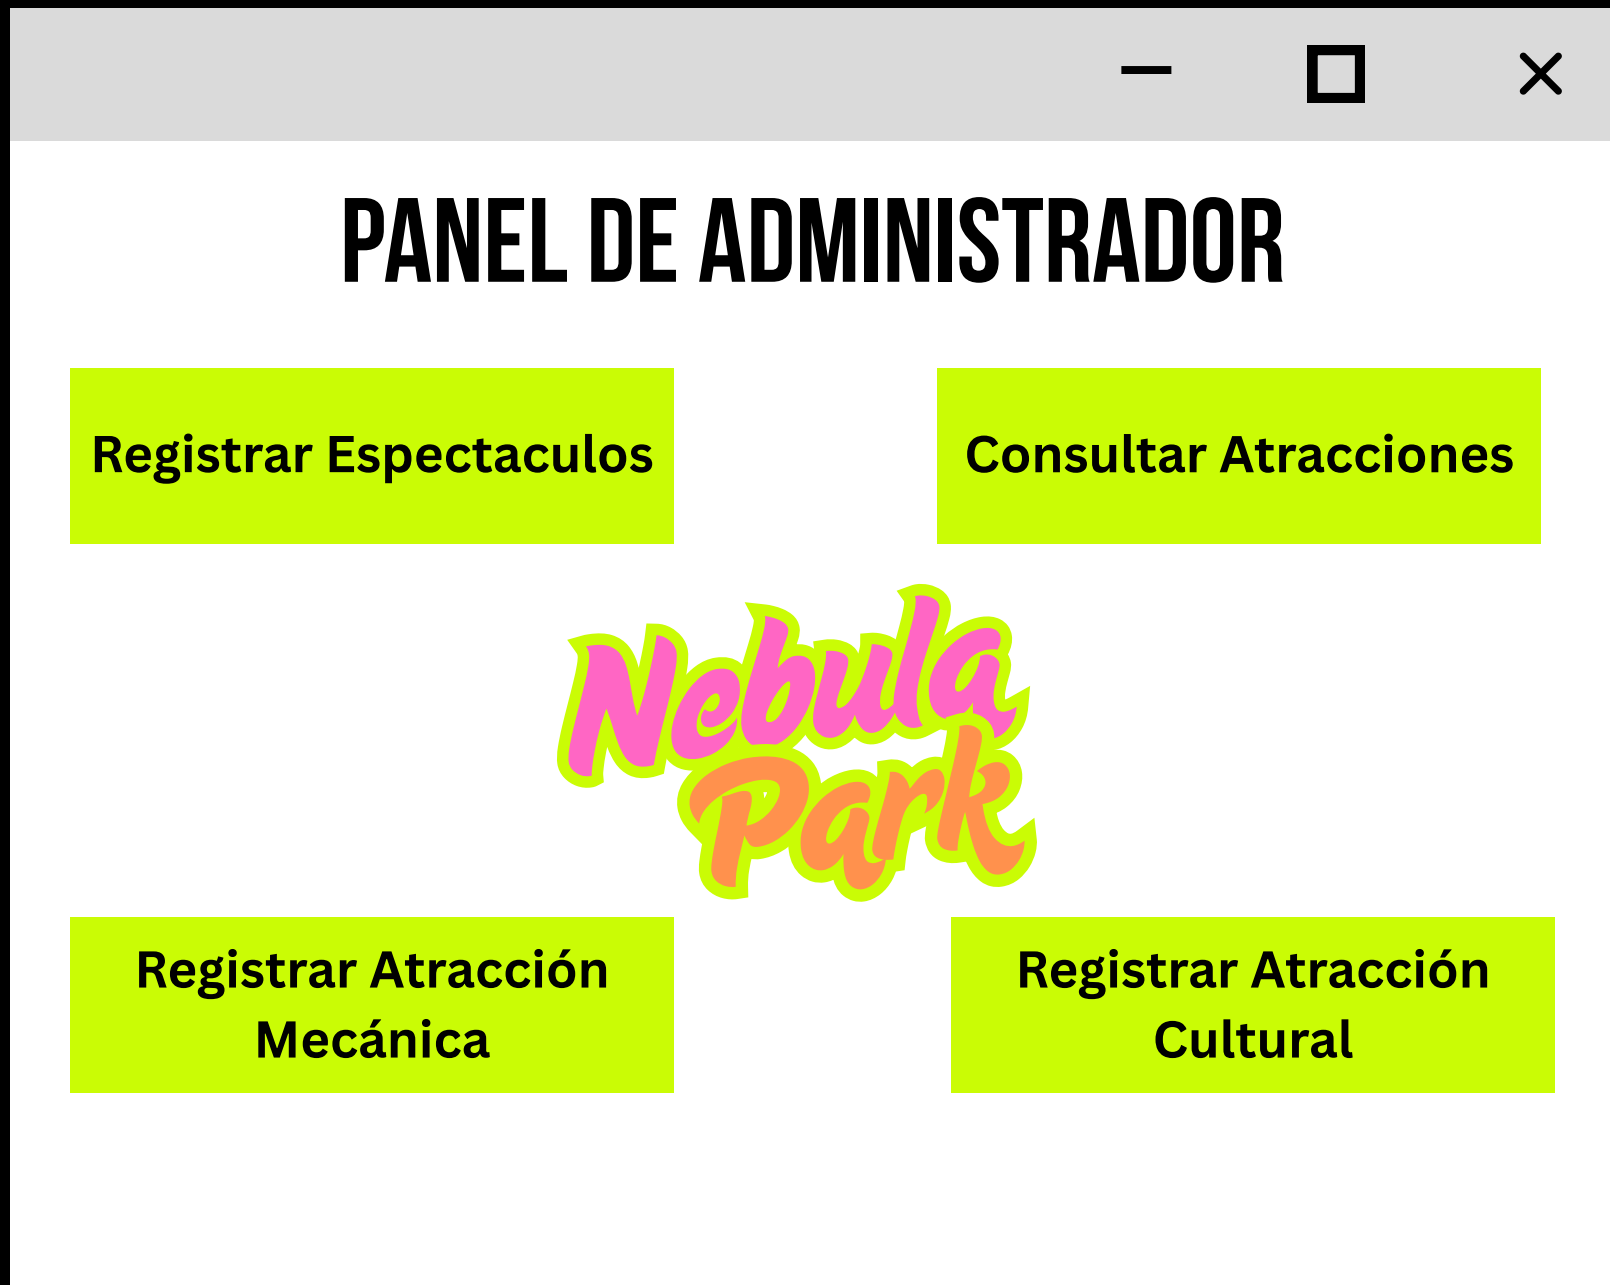 PANEL DE ADMINISTRADOR
Registrar Espectaculos
Consultar Atracciones
Nebula
Park
Registrar Atracción
Mecánica
Registrar Atracción
Cultural